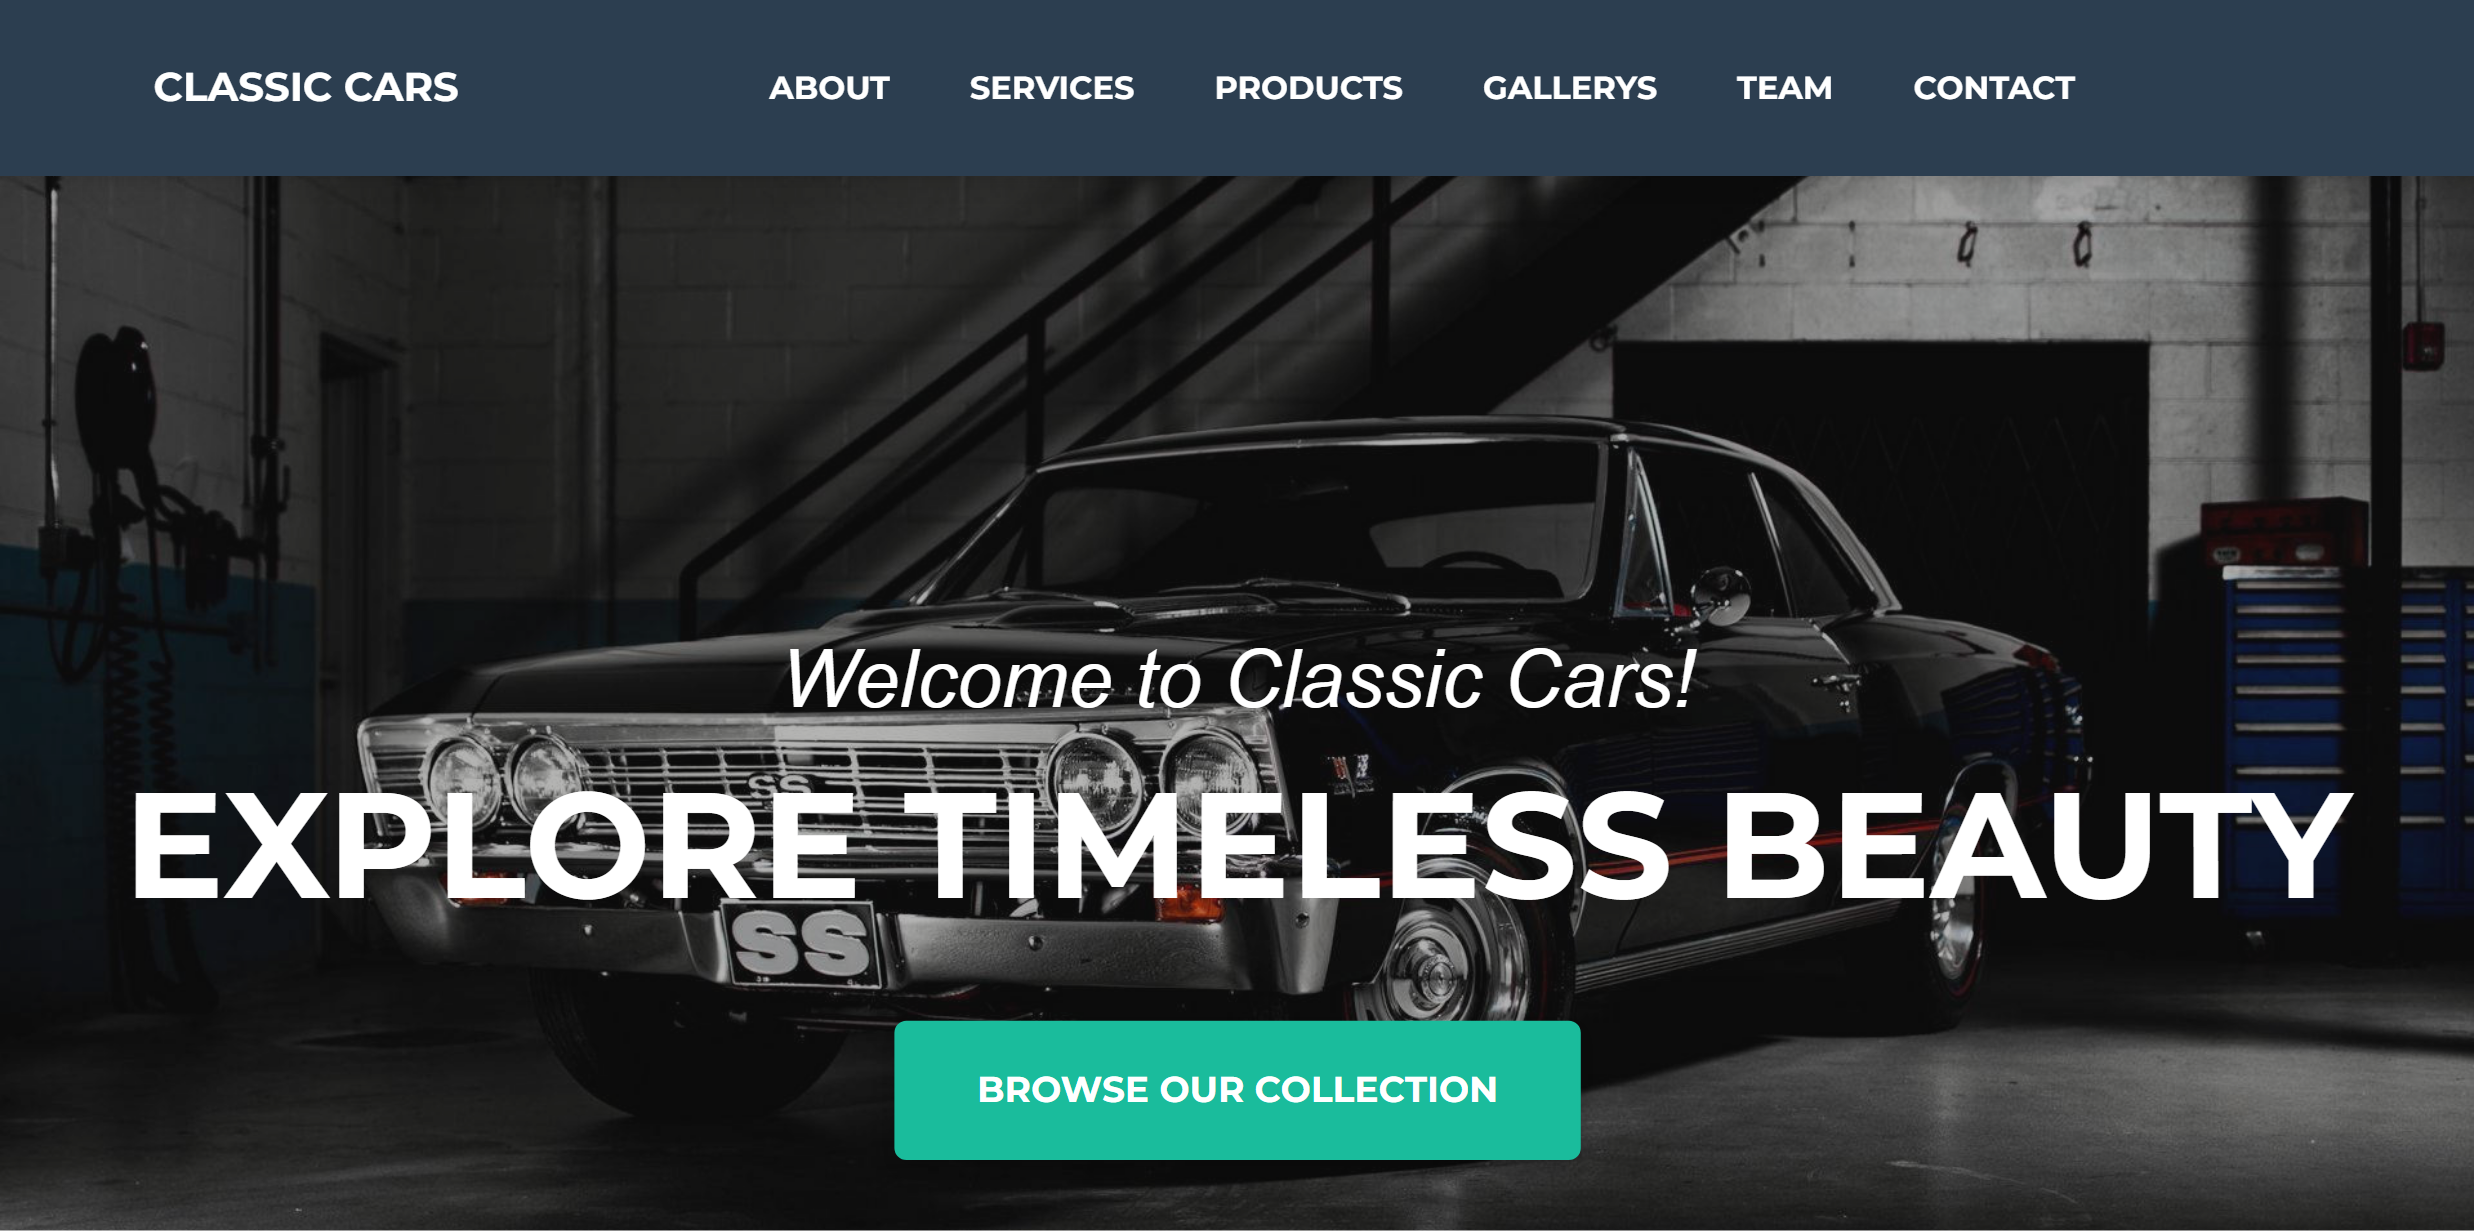 CLASSIC CARS ABOUT SERVICES PRODUCTS GALLERYS TEAM CONTACT
Welcome to Classic Cars!
SS
EXPLORE TIMELESS BEAUTY
SS
BROWSE OUR COLLECTION